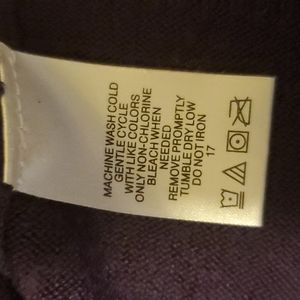 MACHINE WASH COLD
GENTLE CYCLE
WITH LIKE COLORS
ONLY NON-CHLORINE
BLEACH WHEN
NEEDED
REMOVE PROMPTLY
TUMBLE DRY LOW
DO NOT IRON
17